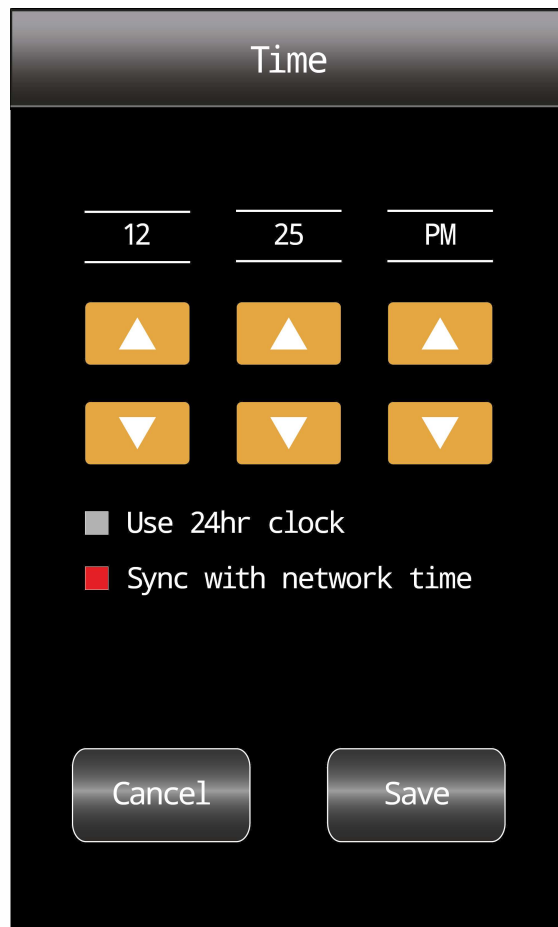 Time
12 25 PM
Use 24hr clock
Sync with network time
Cancel Save